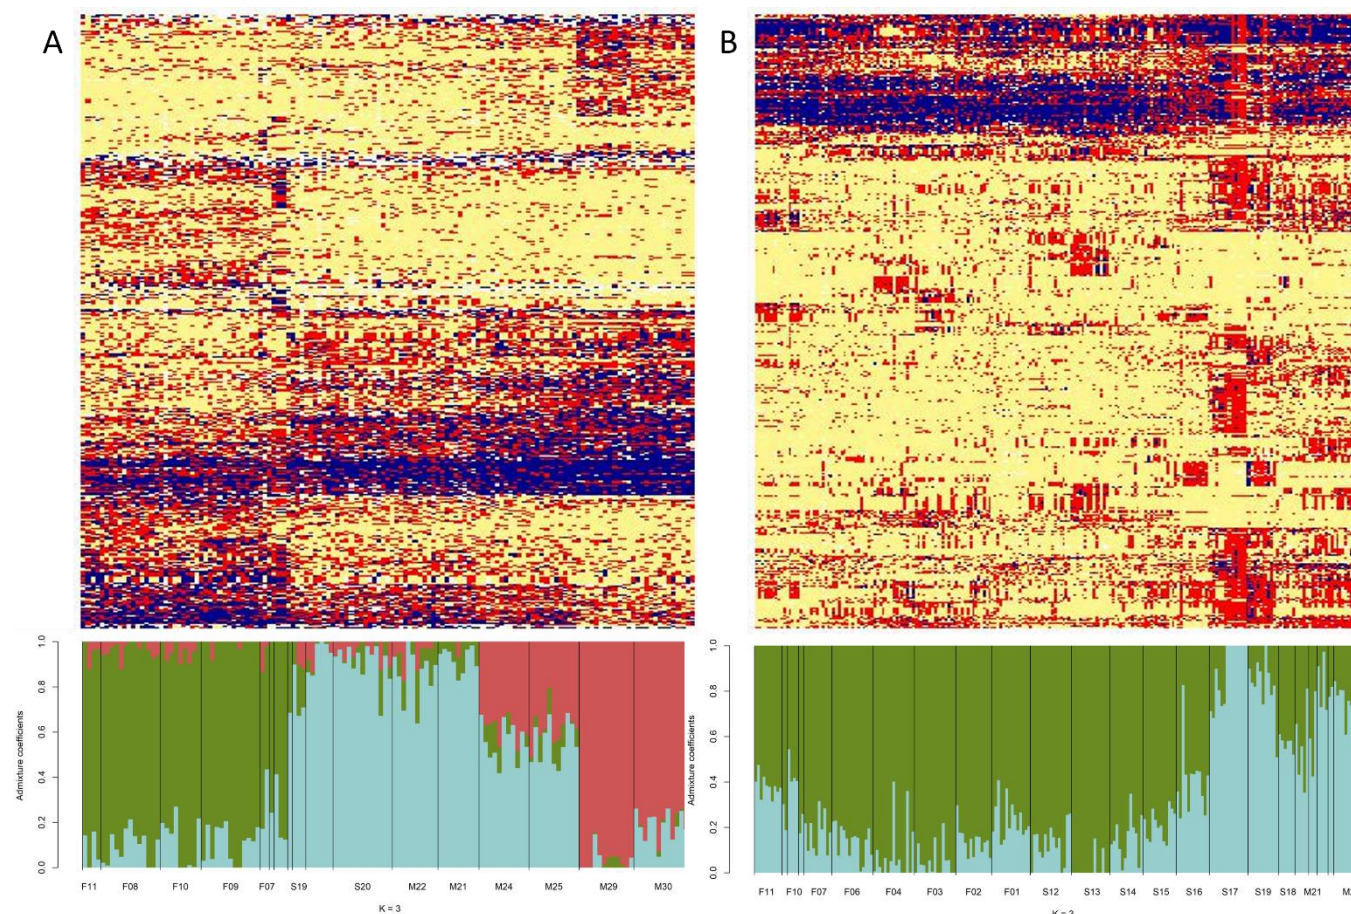 A
B
1.0
0.8
0.6
0.4
0.2
0.0
Admixture coefficients
F11 F08 F10 F09 F07 S19 S20 M22 M21 M24 M25 M29 M30
K = 3
1.0
0.8
0.6
0.4
0.2
0.0
Admixture coefficients
F11 F10 F07 F06 F04 F03 F02 F01 S12 S13 S14 S15 S16 S17 S19 S18 M21